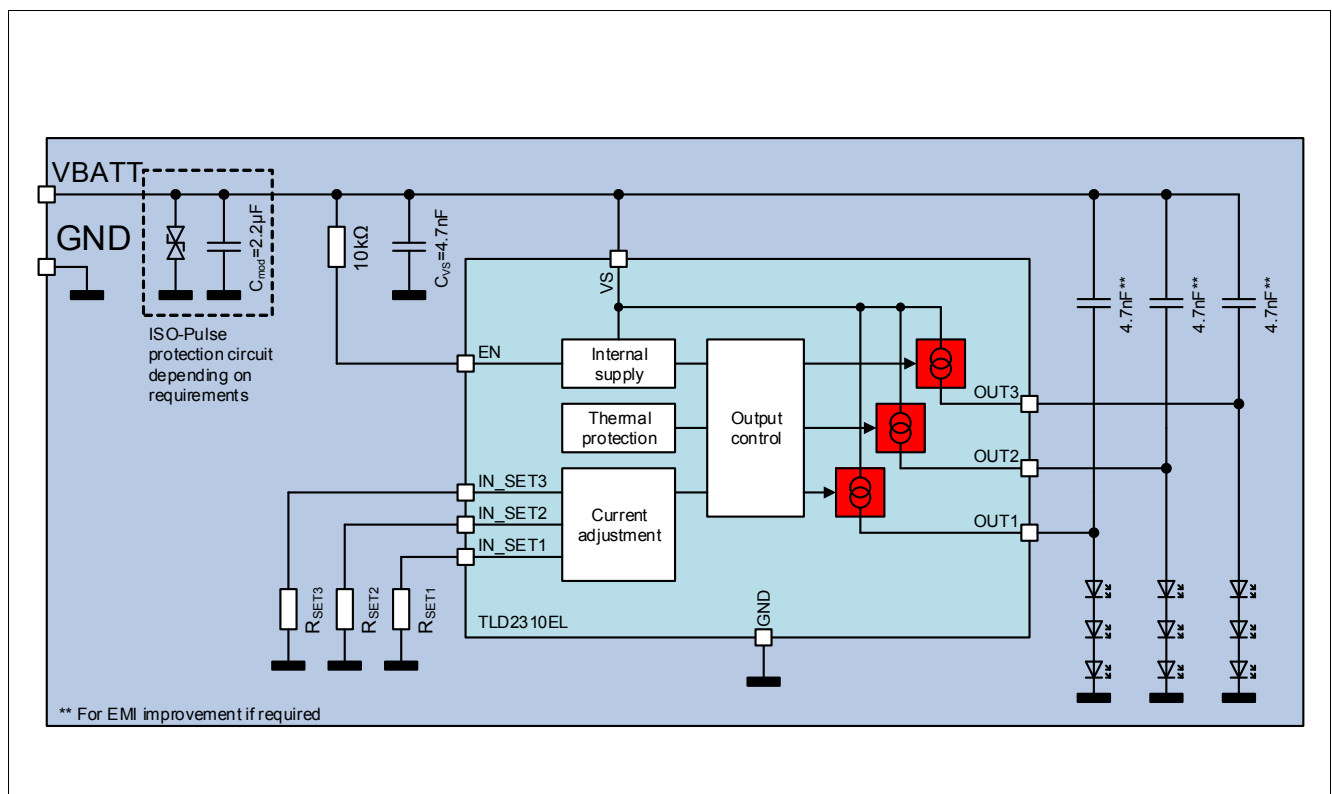 VBATT
GND
Cmod=2.2µF
ISO-Pulse
protection circuit
depending on
requirements
10kΩ
CVS=4.7nF
VS
4.7nF**
4.7nF**
4.7nF**
EN
Internal
supply
Thermal
protection
Output
control
OUT3
OUT2
OUT1
IN_SET3
IN_SET2
IN_SET1
Current
adjustment
RSET3
RSET2
RSET1
TLD2310EL
GND
** For EMI improvement if required